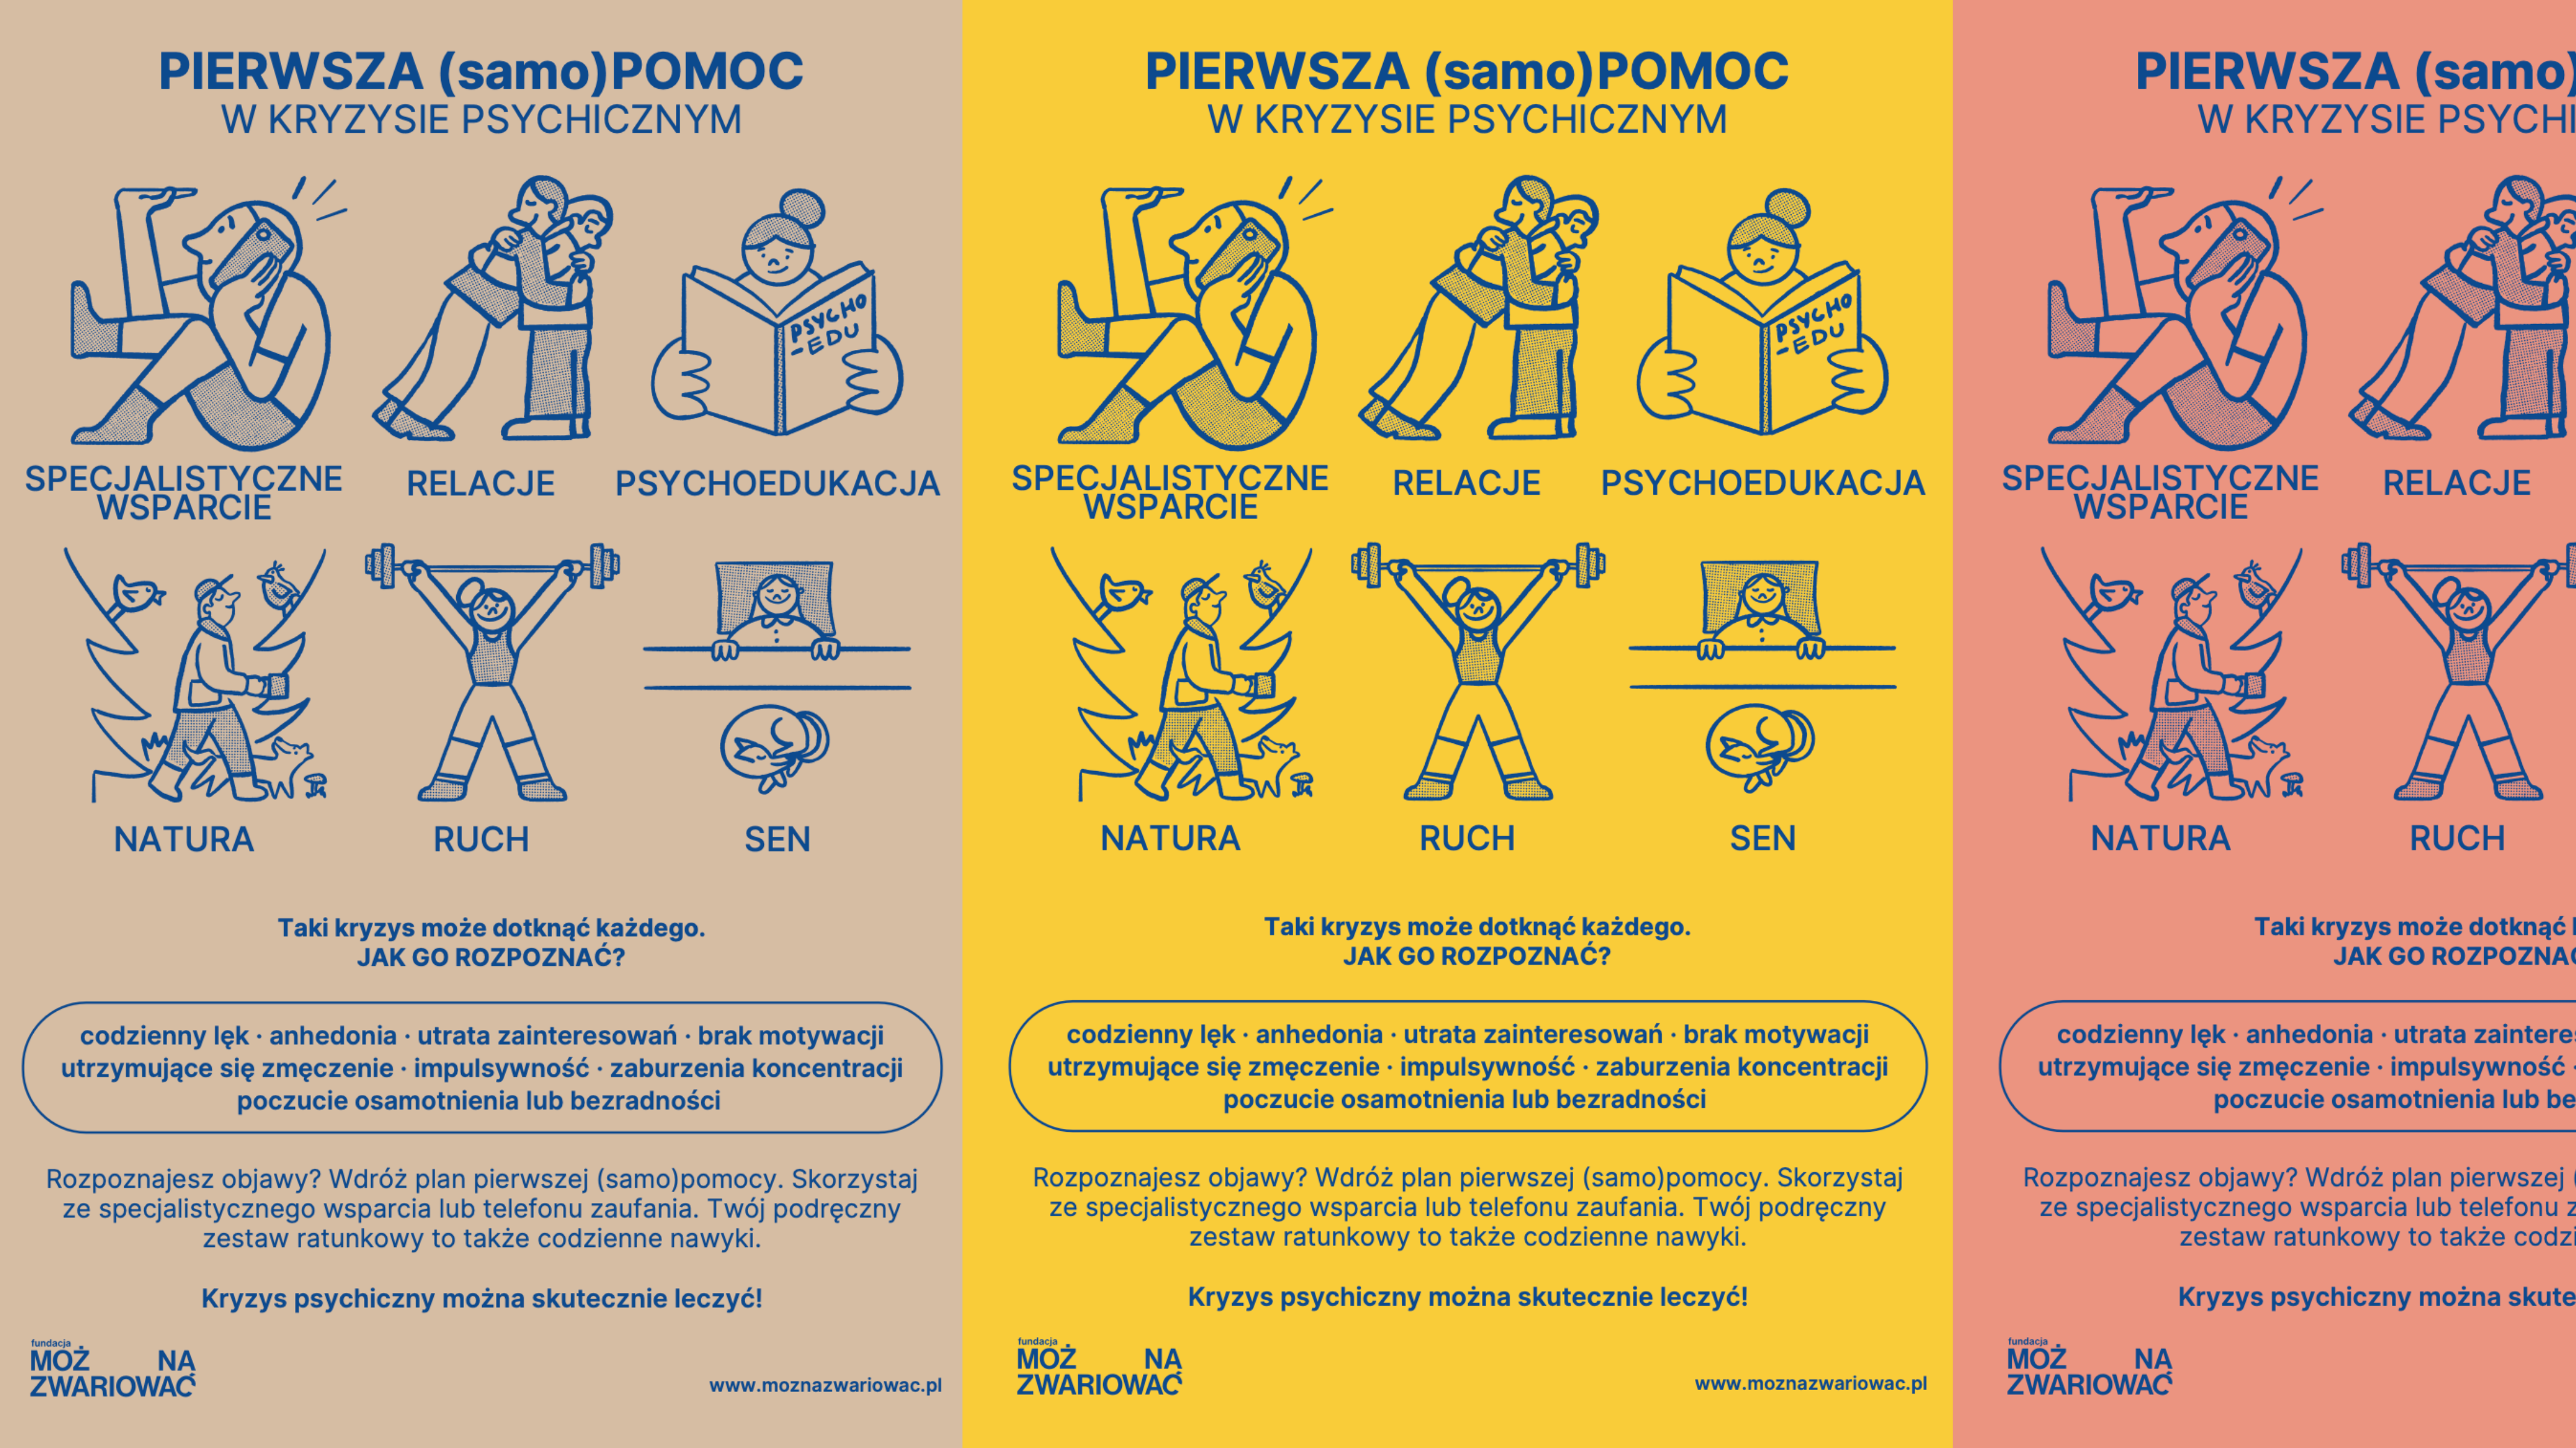 PIERWSZA (samo)POMOC
W KRYZYSIE PSYCHICZNYM
PSYCHO
-EDU
SPECJALISTYCZNE
WSPARCIE
RELACJE
PSYCHOEDUKACJA
NATURA
RUCH
SEN
Taki kryzys może dotknąć każdego.
JAK GO ROZPOZNAĆ?
codzienny lęk · anhedonia · utrata zainteresowań · brak motywacji
utrzymujące się zmęczenie · impulsywność · zaburzenia koncentracji
poczucie osamotnienia lub bezradności
Rozpoznajesz objawy? Wdróż plan pierwszej (samo)pomocy. Skorzystaj
ze specjalistycznego wsparcia lub telefonu zaufania. Twój podręczny
zestaw ratunkowy to także codzienne nawyki.
Kryzys psychiczny można skutecznie leczyć!
fundacja
MOŻ NA
ZWARIOWAĆ
www.moznazwariowac.pl
PIERWSZA (samo)POMOC
W KRYZYSIE PSYCHICZNYM
PSYCHO
-EDU
SPECJALISTYCZNE
WSPARCIE
RELACJE
PSYCHOEDUKACJA
NATURA
RUCH
SEN
Taki kryzys może dotknąć każdego.
JAK GO ROZPOZNAĆ?
codzienny lęk · anhedonia · utrata zainteresowań · brak motywacji
utrzymujące się zmęczenie · impulsywność · zaburzenia koncentracji
poczucie osamotnienia lub bezradności
Rozpoznajesz objawy? Wdróż plan pierwszej (samo)pomocy. Skorzystaj
ze specjalistycznego wsparcia lub telefonu zaufania. Twój podręczny
zestaw ratunkowy to także codzienne nawyki.
Kryzys psychiczny można skutecznie leczyć!
fundacja
MOŻ NA
ZWARIOWAĆ
www.moznazwariowac.pl
PIERWSZA (samo)
W KRYZYSIE PSYCHI
SPECJALISTYCZNE
WSPARCIE
RELACJE
NATURA
RUCH
Taki kryzys może dotknąć
JAK GO ROZPOZNAĆ
codzienny lęk · anhedonia · utrata zaintere
utrzymujące się zmęczenie · impulsywność ·
poczucie osamotnienia lub be
Rozpoznajesz objawy? Wdróż plan pierwszej (
ze specjalistycznego wsparcia lub telefonu z
zestaw ratunkowy to także codzi
Kryzys psychiczny można skute
fundacja
MOŻ NA
ZWARIOWAĆ